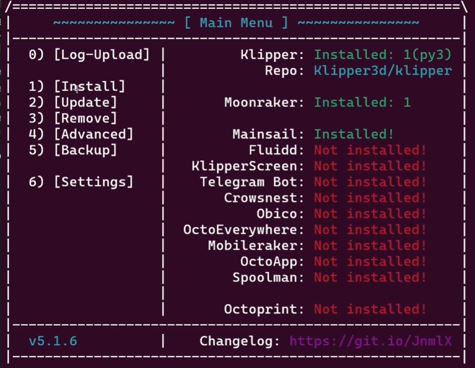 ~~~~~~~~~~~~~~~ [ Main Menu ] ~~~~~~~~~~~~~~~
0) [Log-Upload] | Klipper: Installed: 1(py3)
| Repo: Klipper3d/klipper
1) [Install] |
2) [Update] | Moonraker: Installed: 1
3) [Remove] |
4) [Advanced] | Mainsail: Installed!
5) [Backup] | Fluidd: Not installed!
| KlipperScreen: Not installed!
6) [Settings] | Telegram Bot: Not installed!
| Crowsnest: Not installed!
| Obico: Not installed!
| OctoEverywhere: Not installed!
| Mobileraker: Not installed!
| OctoApp: Not installed!
| Spoolman: Not installed!
| Octoprint: Not installed!
v5.1.6 | Changelog: https://git.io/JnmlX